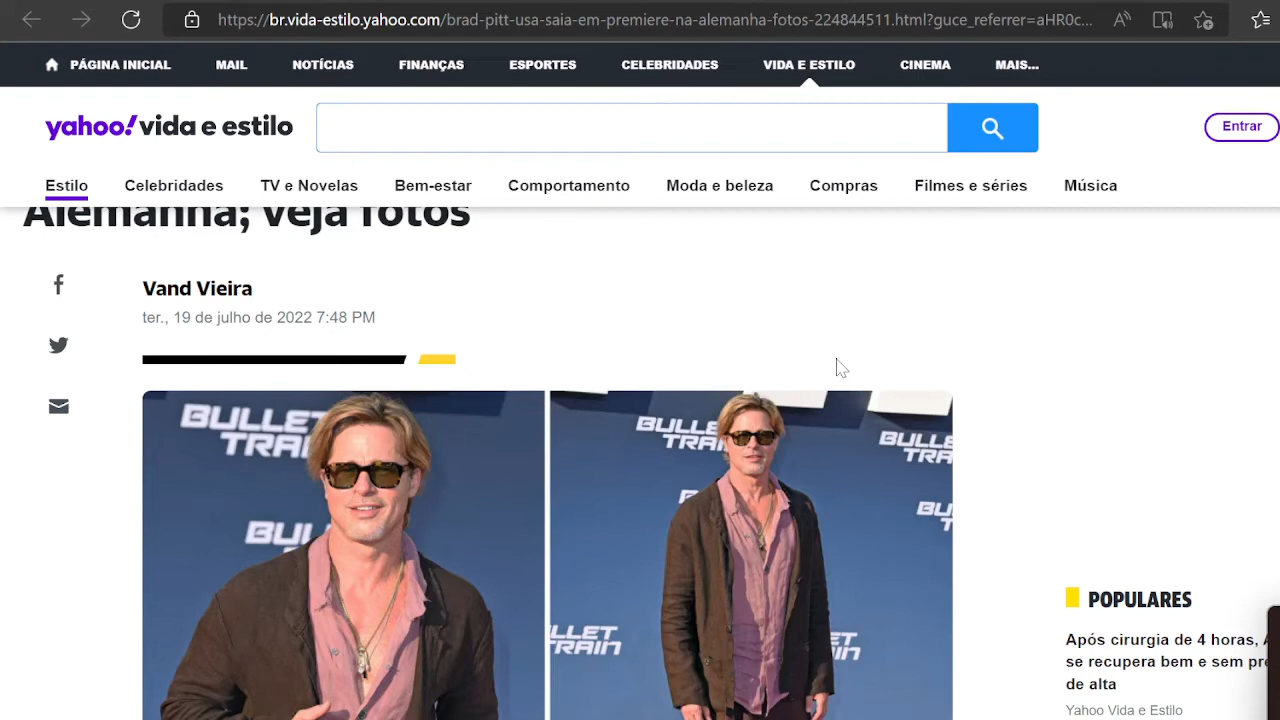 https://br.vida-estilo.yahoo.com/brad-pitt-usa-saia-em-premiere-na-alemanha-fotos-224844511.html?guce_referrer=aHR0c...
PÁGINA INICIAL MAIL NOTÍCIAS FINANÇAS ESPORTES CELEBRIDADES VIDA E ESTILO CINEMA MAIS...
yahoo! vida e estilo
Entrar
Estilo Celebridades TV e Novelas Bem-estar Comportamento Moda e beleza Compras Filmes e séries Música
Alemanha; veja fotos
Vand Vieira
ter., 19 de julho de 2022 7:48 PM
BULLET
TRAIN
BULLET
TRAIN
BULLET
TRAIN
BUL
BU
BUL
BULLET
TRAIN
POPULARES
Após cirurgia de 4 horas,
se recupera bem e sem
de alta
Yahoo Vida e Estilo